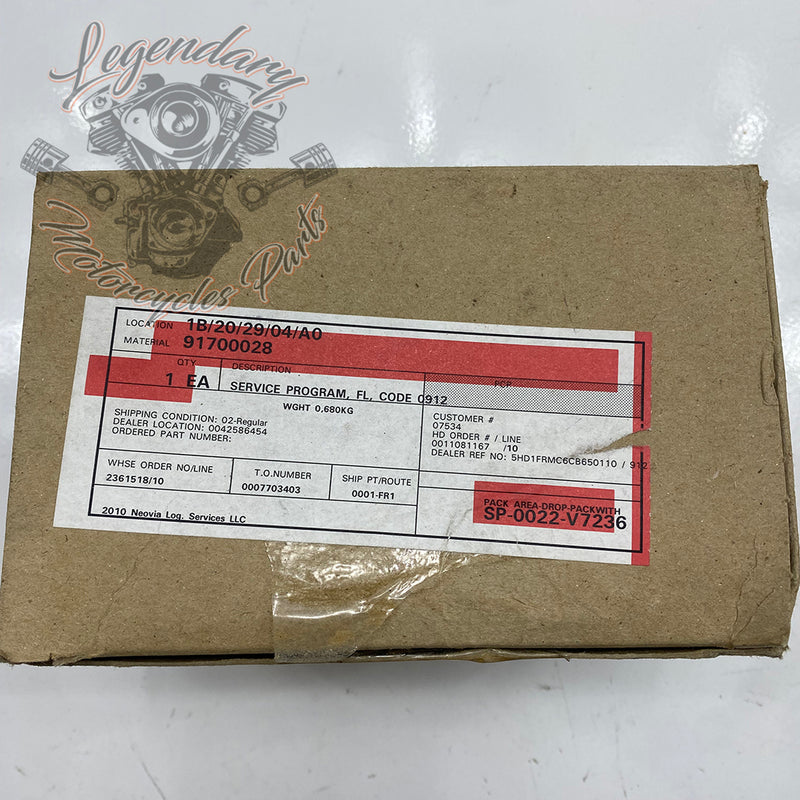 Legendary
Motorcycles Parts
LOCATION 1B/20/29/04/A0
MATERIAL 91700028
QTY DESCRIPTION PCP
1 EA SERVICE PROGRAM, FL, CODE 0912
WGHT 0,680KG
SHIPPING CONDITION: 02-Regular
DEALER LOCATION: 0042586454
ORDERED PART NUMBER:
CUSTOMER #
07534
HD ORDER # / LINE
0011081167 /10
DEALER REF NO: 5HD1FRMC6CB650110 / 912
WHSE ORDER NO/LINE
2361518/10
T.O.NUMBER
0007703403
SHIP PT/ROUTE
0001-FR1
PACK AREA-DROP-PACKWITH
SP-0022-V7236
2010 Neovia Log. Services LLC